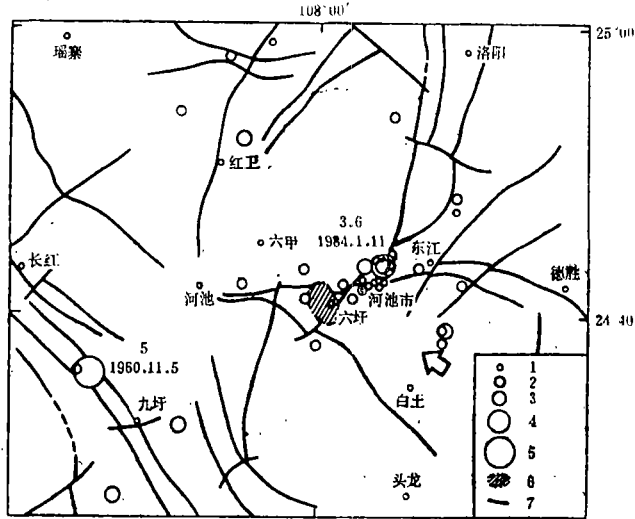 108°00′
25°00
瑶寨
洛阳
红卫
3.6
六甲
1984.1.11
东江
长红
河池
河池市
德胜
六圩
24°40
5
1960.11.5
白土
九圩
头龙
1
2
3
4
5
6
7